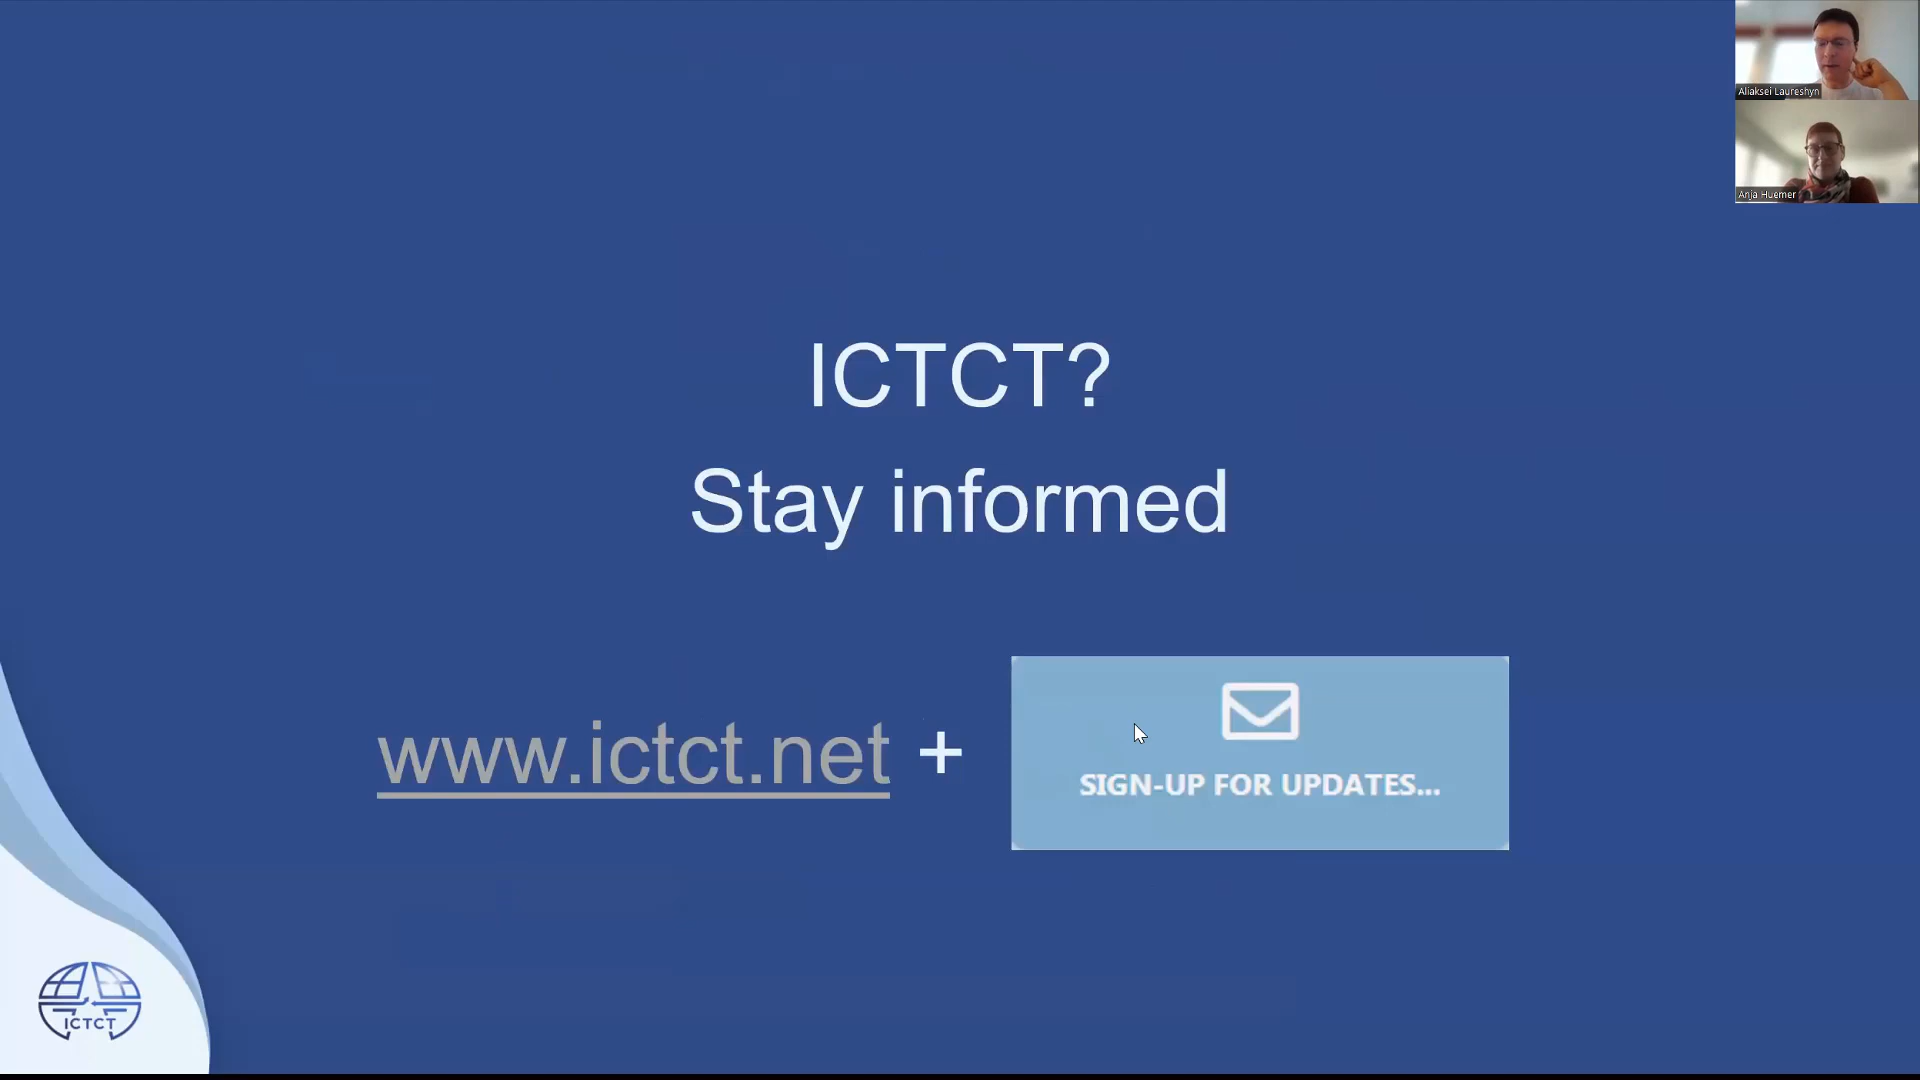 Aliaksei Laureshyn
Anja Huemer
ICTCT?
Stay informed
www.ictct.net +
SIGN-UP FOR UPDATES...
ICTCT